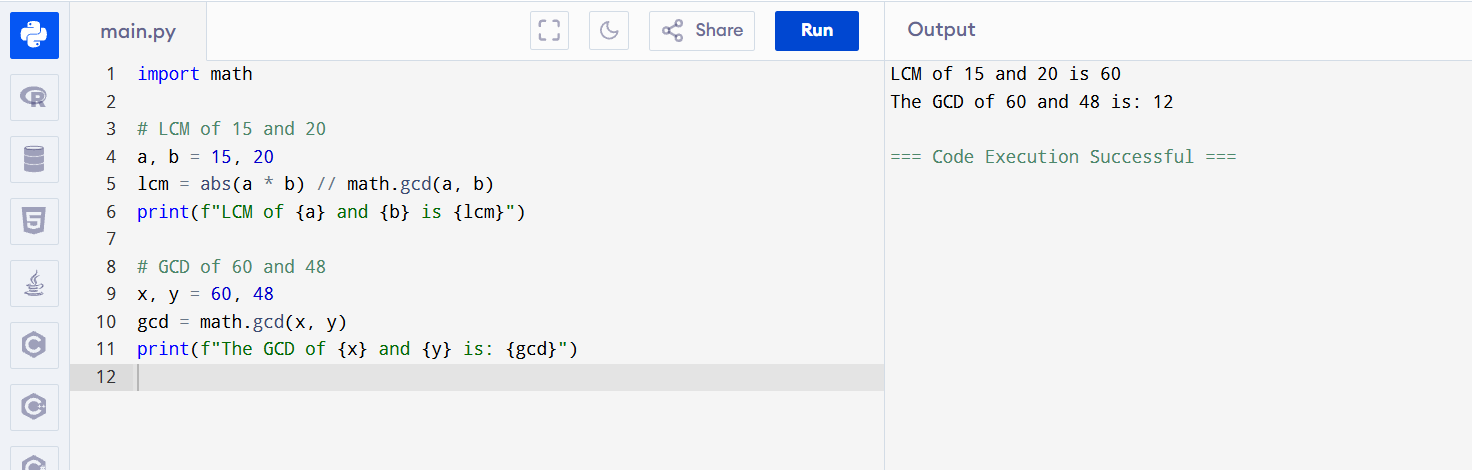 main.py
Share
Run
Output
1 import math
2
3 # LCM of 15 and 20
4 a, b = 15, 20
5 lcm = abs(a * b) // math.gcd(a, b)
6 print(f"LCM of {a} and {b} is {lcm}")
7
8 # GCD of 60 and 48
9 x, y = 60, 48
10 gcd = math.gcd(x, y)
11 print(f"The GCD of {x} and {y} is: {gcd}")
12
LCM of 15 and 20 is 60
The GCD of 60 and 48 is: 12
=== Code Execution Successful ===